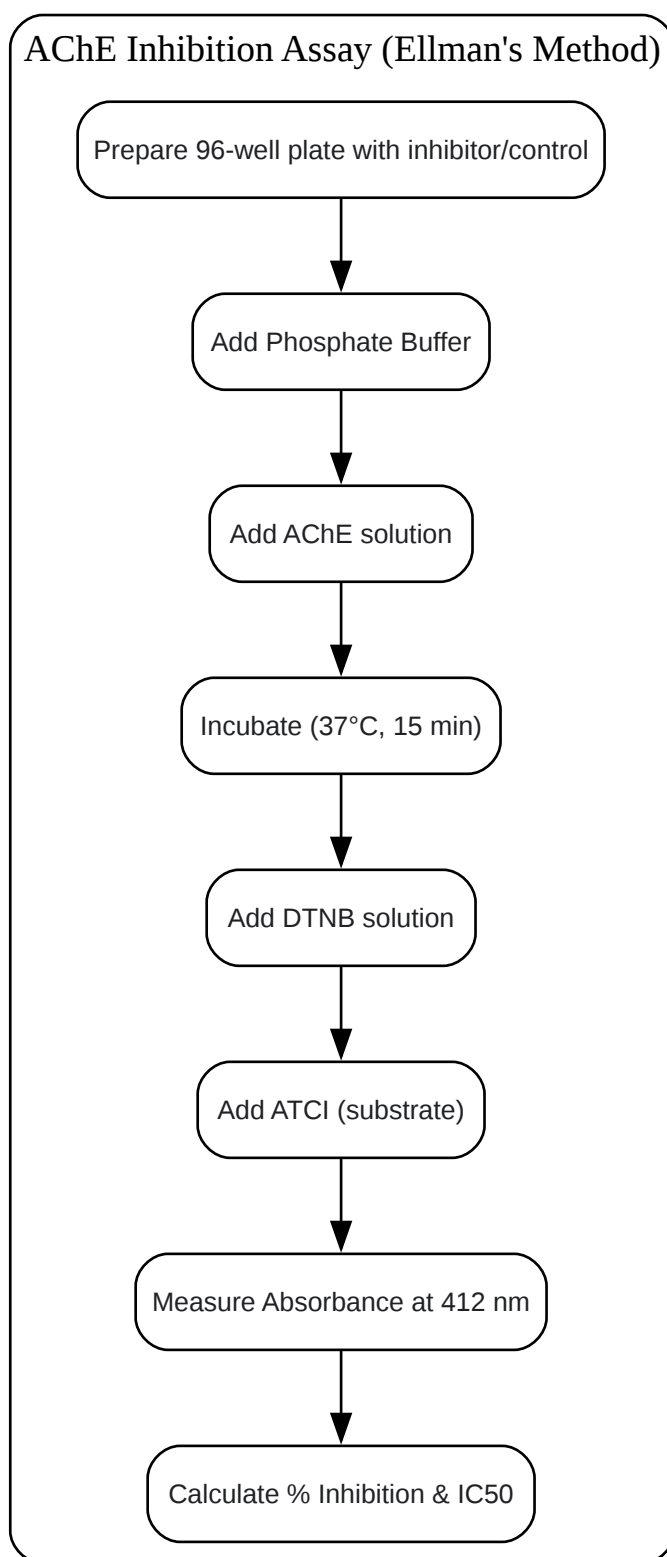 AChE Inhibition Assay (Ellman's Method)
Prepare 96-well plate with inhibitor/control
Add Phosphate Buffer
Add AChE solution
Incubate (37°C, 15 min)
Add DTNB solution
Add ATCI (substrate)
Measure Absorbance at 412 nm
Calculate % Inhibition & IC50